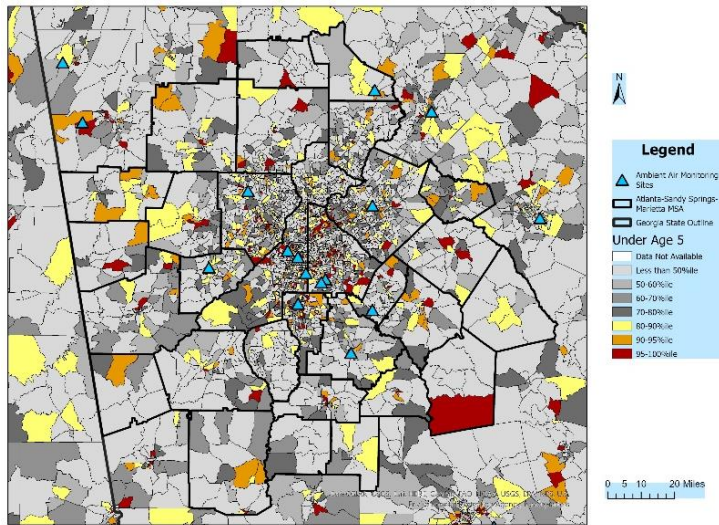 N
Legend
Ambient Air Monitoring
Sites
Atlanta-Sandy Springs-
Marietta MSA
Georgia State Outline
Under Age 5
Data Not Available
Less than 50%ile
50-60%ile
60-70%ile
70-80%ile
80-90%ile
90-95%ile
95-100%ile
0 5 10 20 Miles